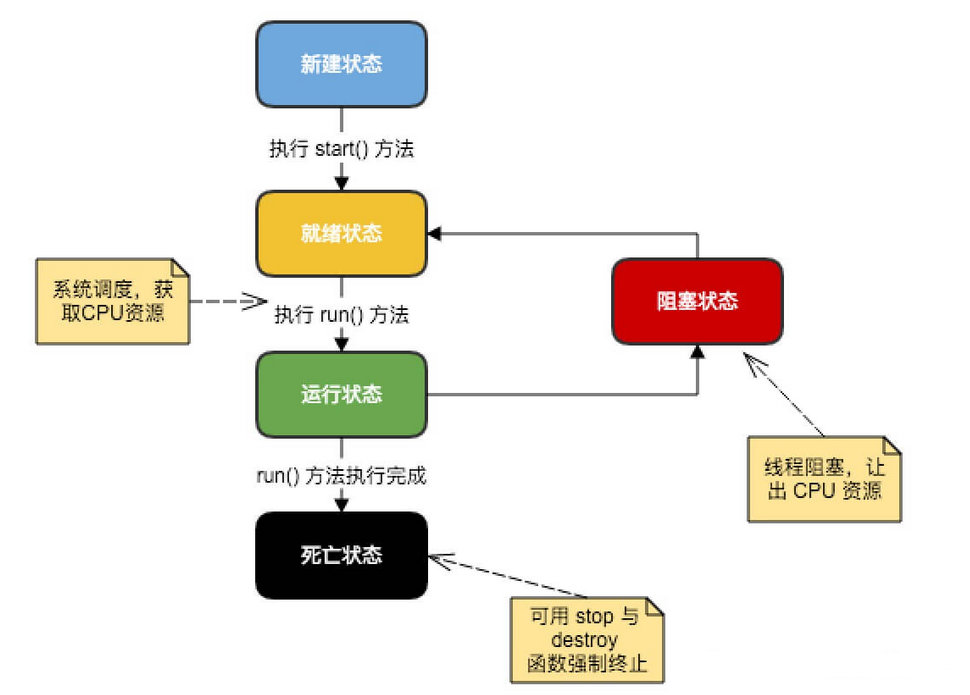 新建状态
执行 start() 方法
就绪状态
系统调度，获
取CPU资源
执行 run() 方法
阻塞状态
运行状态
线程阻塞，让
出 CPU 资源
run() 方法执行完成
死亡状态
可用 stop 与
destroy
函数强制终止